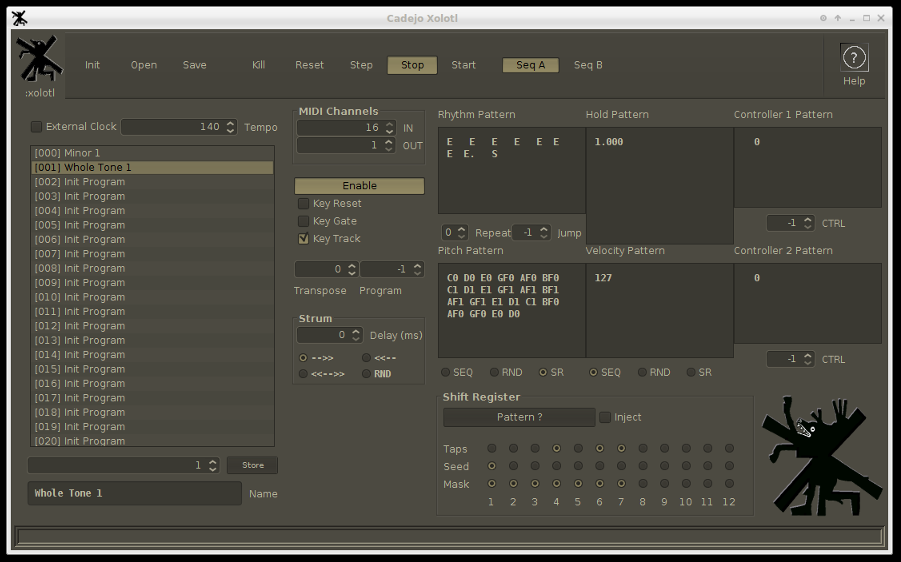 Cadejo Xolotl
:xolotl
Init Open Save Kill Reset Step Stop Start Seq A Seq B
?
Help
External Clock 140 Tempo
[000] Minor 1
[001] Whole Tone 1
[002] Init Program
[003] Init Program
[004] Init Program
[005] Init Program
[006] Init Program
[007] Init Program
[008] Init Program
[009] Init Program
[010] Init Program
[011] Init Program
[012] Init Program
[013] Init Program
[014] Init Program
[015] Init Program
[016] Init Program
[017] Init Program
[018] Init Program
[019] Init Program
[020] Init Program
1 Store
Whole Tone 1 Name
MIDI Channels
16 IN
1 OUT
Enable
Key Reset
Key Gate
Key Track
0 -1
Transpose Program
Strum
0 Delay (ms)
-->> <<--
<<-->> RND
Rhythm Pattern
E E E E E E
E E. S
0 Repeat -1 Jump
Hold Pattern
1.000
Controller 1 Pattern
0
-1 CTRL
Pitch Pattern
C0 D0 E0 GF0 AF0 BF0
C1 D1 E1 GF1 AF1 BF1
AF1 GF1 E1 D1 C1 BF0
AF0 GF0 E0 D0
SEQ RND SR
Velocity Pattern
127
SEQ RND SR
Controller 2 Pattern
0
-1 CTRL
Shift Register
Pattern ? Inject
Taps
Seed
Mask
1 2 3 4 5 6 7 8 9 10 11 12